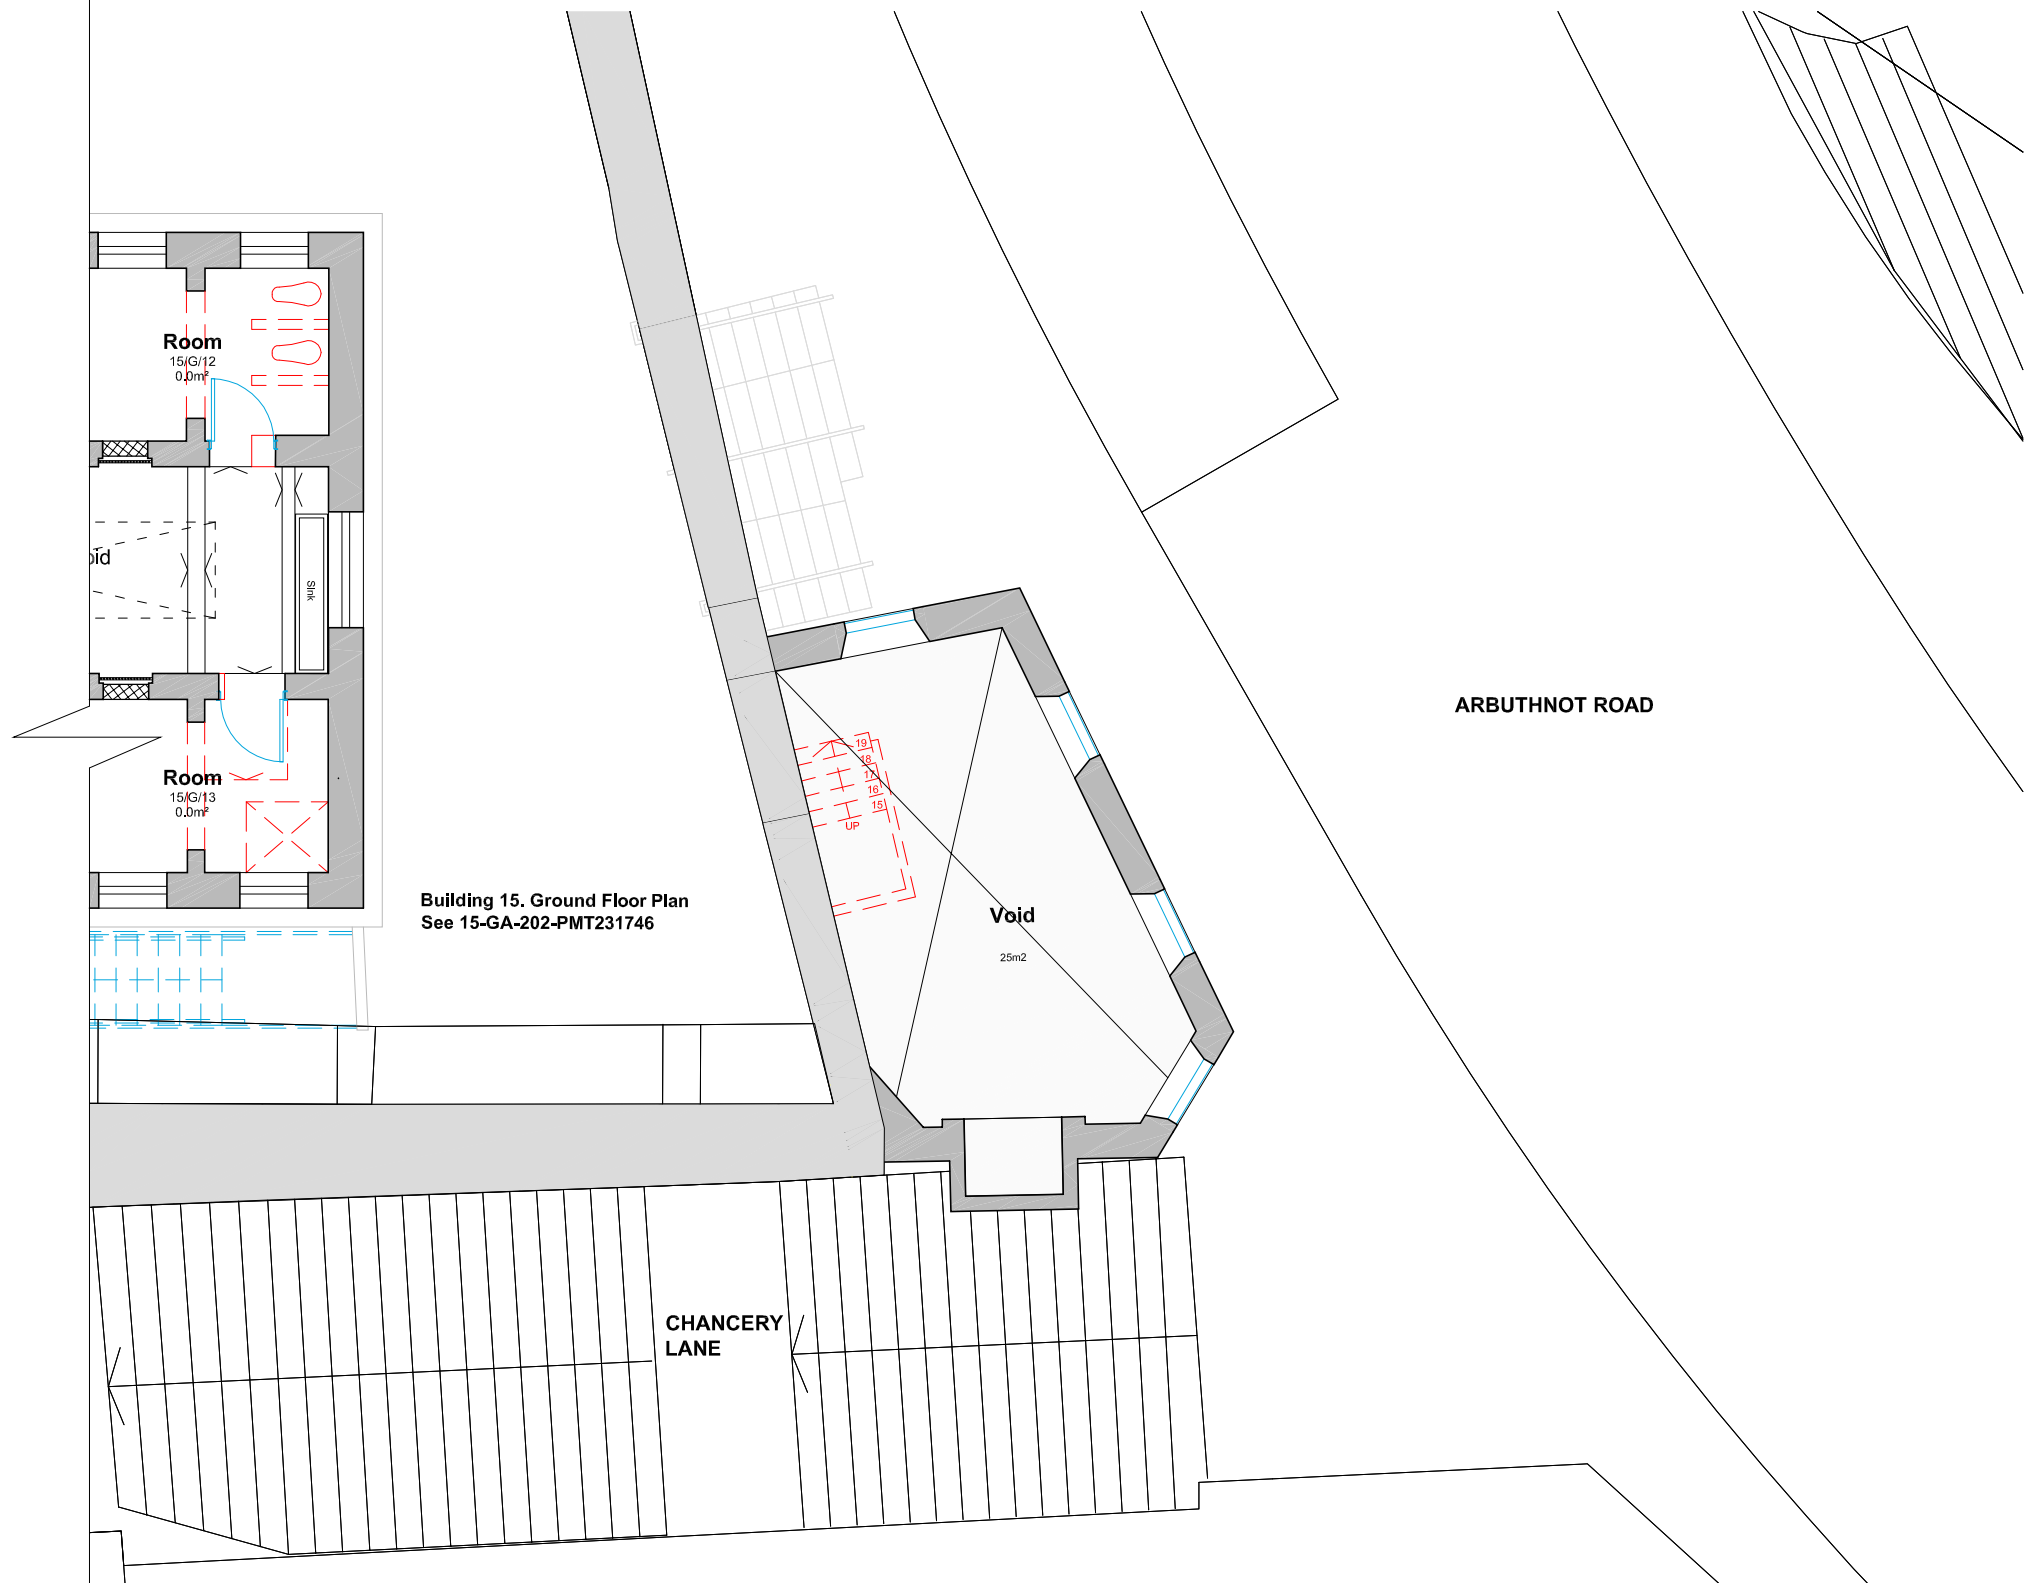 Room
15/G/12
0.0m²
oid
Sink
Room
15/G/13
0.0m²
Building 15. Ground Floor Plan
See 15-GA-202-PMT231746
19
18
17
16
15
UP
Void
25m2
ARBUTHNOT ROAD
CHANCERY
LANE